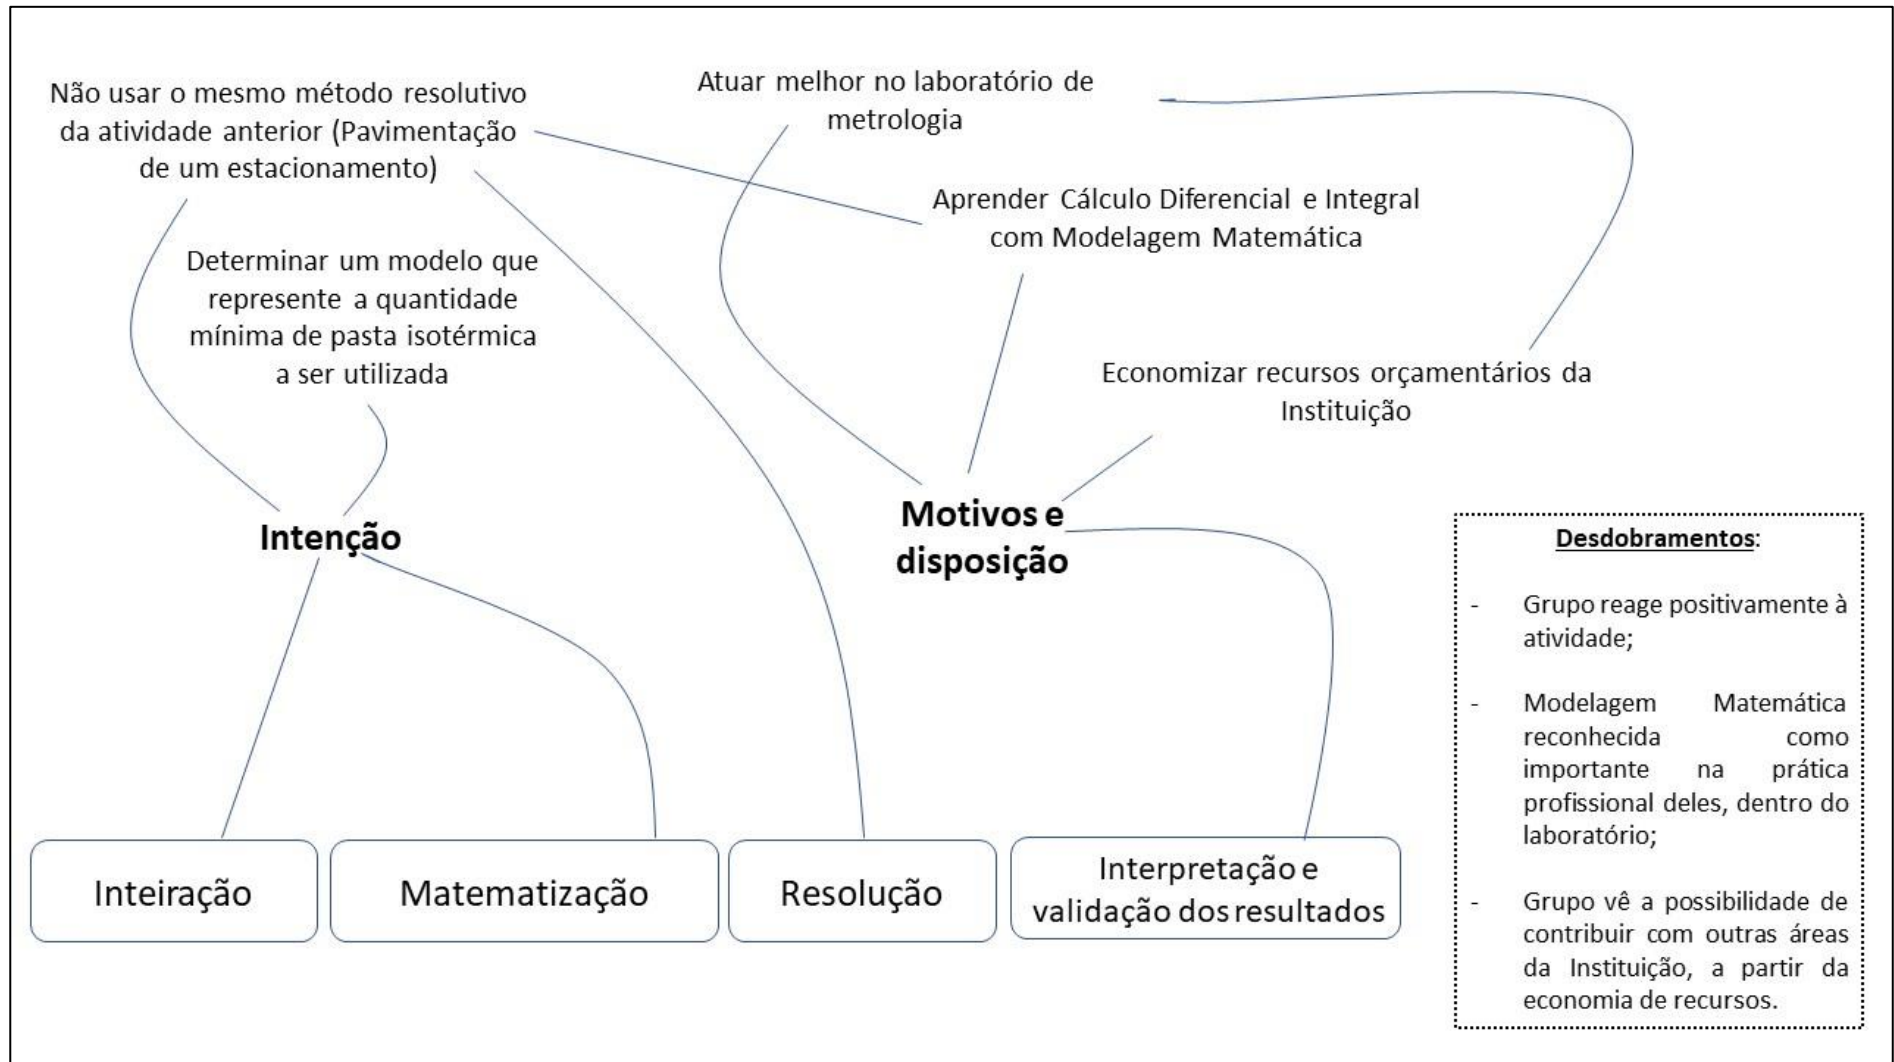 Não usar o mesmo método resolutivo
da atividade anterior (Pavimentação
de um estacionamento)
Atuar melhor no laboratório de
metrologia
Aprender Cálculo Diferencial e Integral
com Modelagem Matemática
Determinar um modelo que
represente a quantidade
mínima de pasta isotérmica
a ser utilizada
Economizar recursos orçamentários da
Instituição
Intenção
Motivos e
disposição
Desdobramentos:
- Grupo reage positivamente à
atividade;
- Modelagem Matemática
reconhecida como
importante na prática
profissional deles, dentro do
laboratório;
- Grupo vê a possibilidade de
contribuir com outras áreas
da Instituição, a partir da
economia de recursos.
Inteiração
Matematização
Resolução
Interpretação e
validação dos resultados